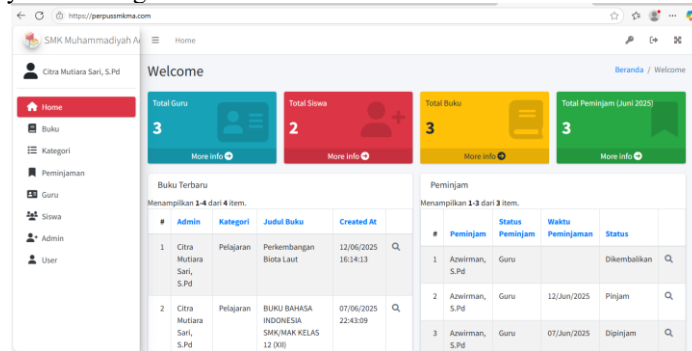 https://perpussmkma.com
SMK Muhammadiyah A
Home
Citra Mutiara Sari, S.Pd
Home
Buku
Kategori
Peminjaman
Guru
Siswa
Admin
User
Welcome
Beranda / Welcome
Total Guru
3
More info
Total Siswa
2
More info
Total Buku
3
More info
Total Peminjam (Juni 2025)
3
More info
Buku Terbaru
Menampilkan 1-4 dari 4 item.
# Admin Kategori Judul Buku Created At
1 Citra Pelajaran Perkembangan 12/06/2025
Mutiara Biota Laut 16:14:13
Sari,
S.Pd
2 Citra Pelajaran BUKU BAHASA 07/06/2025
Mutiara INDONESIA 22:43:09
Sari, SMK/MAK KELAS
S.Pd 12 (XII)
Peminjam
Menampilkan 1-3 dari 3 item.
Status Waktu
# Peminjam Peminjam Peminjaman Status
1 Azwirman, Guru Dikembalikan
S.Pd
2 Azwirman, Guru 12/Jun/2025 Pinjam
S.Pd
3 Azwirman, Guru 07/Jun/2025 Dipinjam
S.Pd